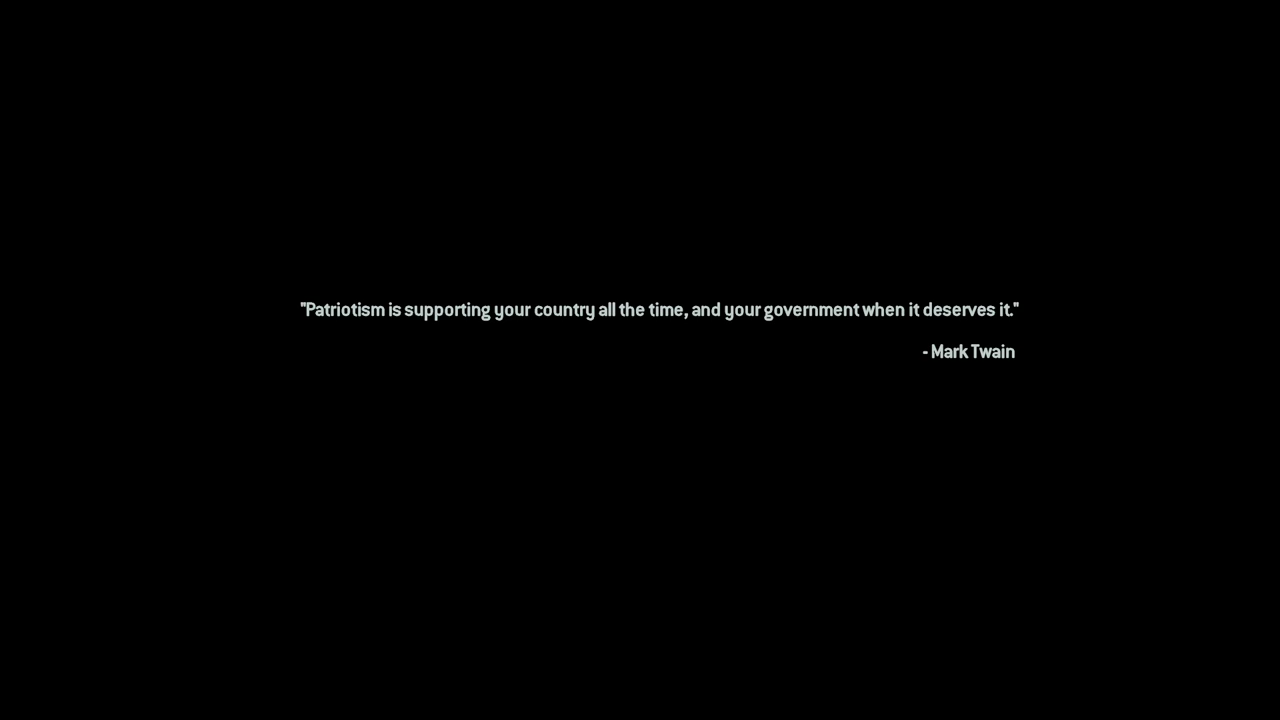 "Patriotism is supporting your country all the time, and your government when it deserves it."
- Mark Twain